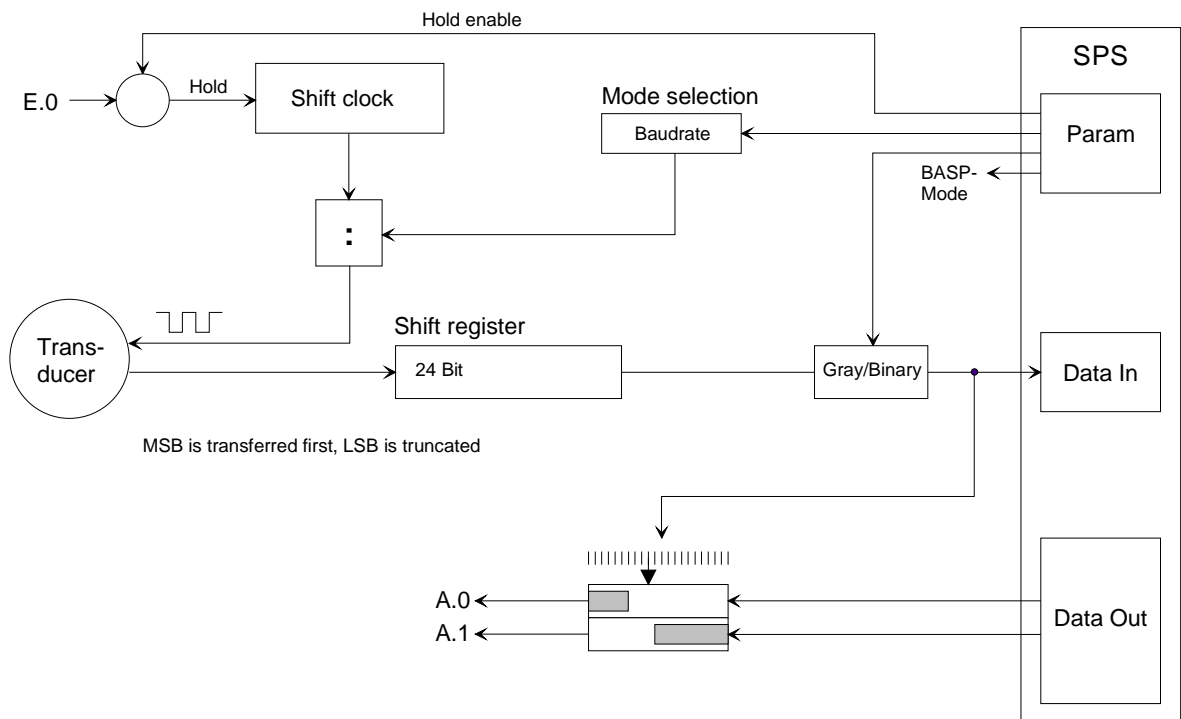 Hold enable
SPS
E.0
Hold
Shift clock
Mode selection
Baudrate
Param
BASP-
Mode
:
Trans-
ducer
Shift register
24 Bit
Gray/Binary
Data In
MSB is transferred first, LSB is truncated
A.0
A.1
Data Out